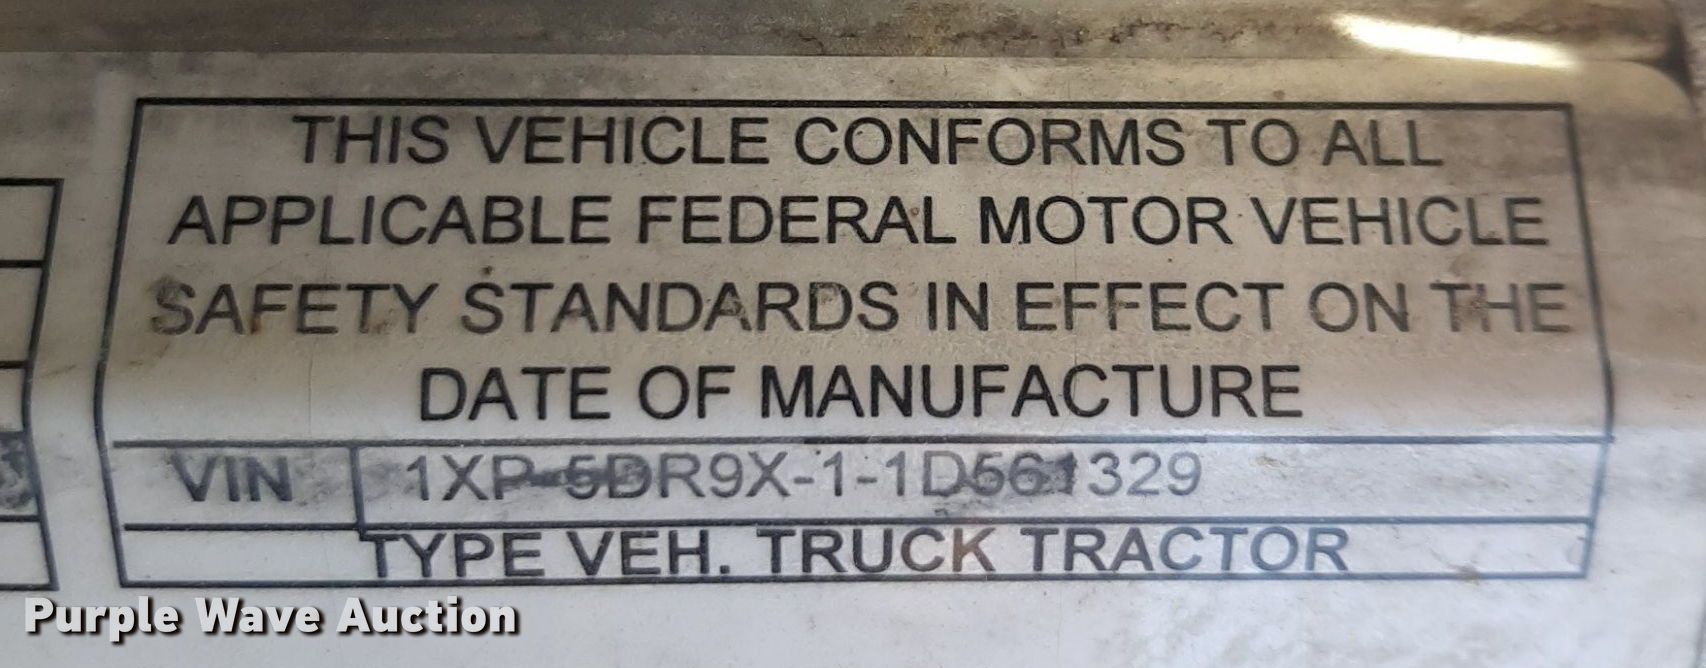 THIS VEHICLE CONFORMS TO ALL
APPLICABLE FEDERAL MOTOR VEHICLE
SAFETY STANDARDS IN EFFECT ON THE
DATE OF MANUFACTURE
VIN 1XP-5DR9X-1-1D561329
TYPE VEH. TRUCK TRACTOR
Purple Wave Auction